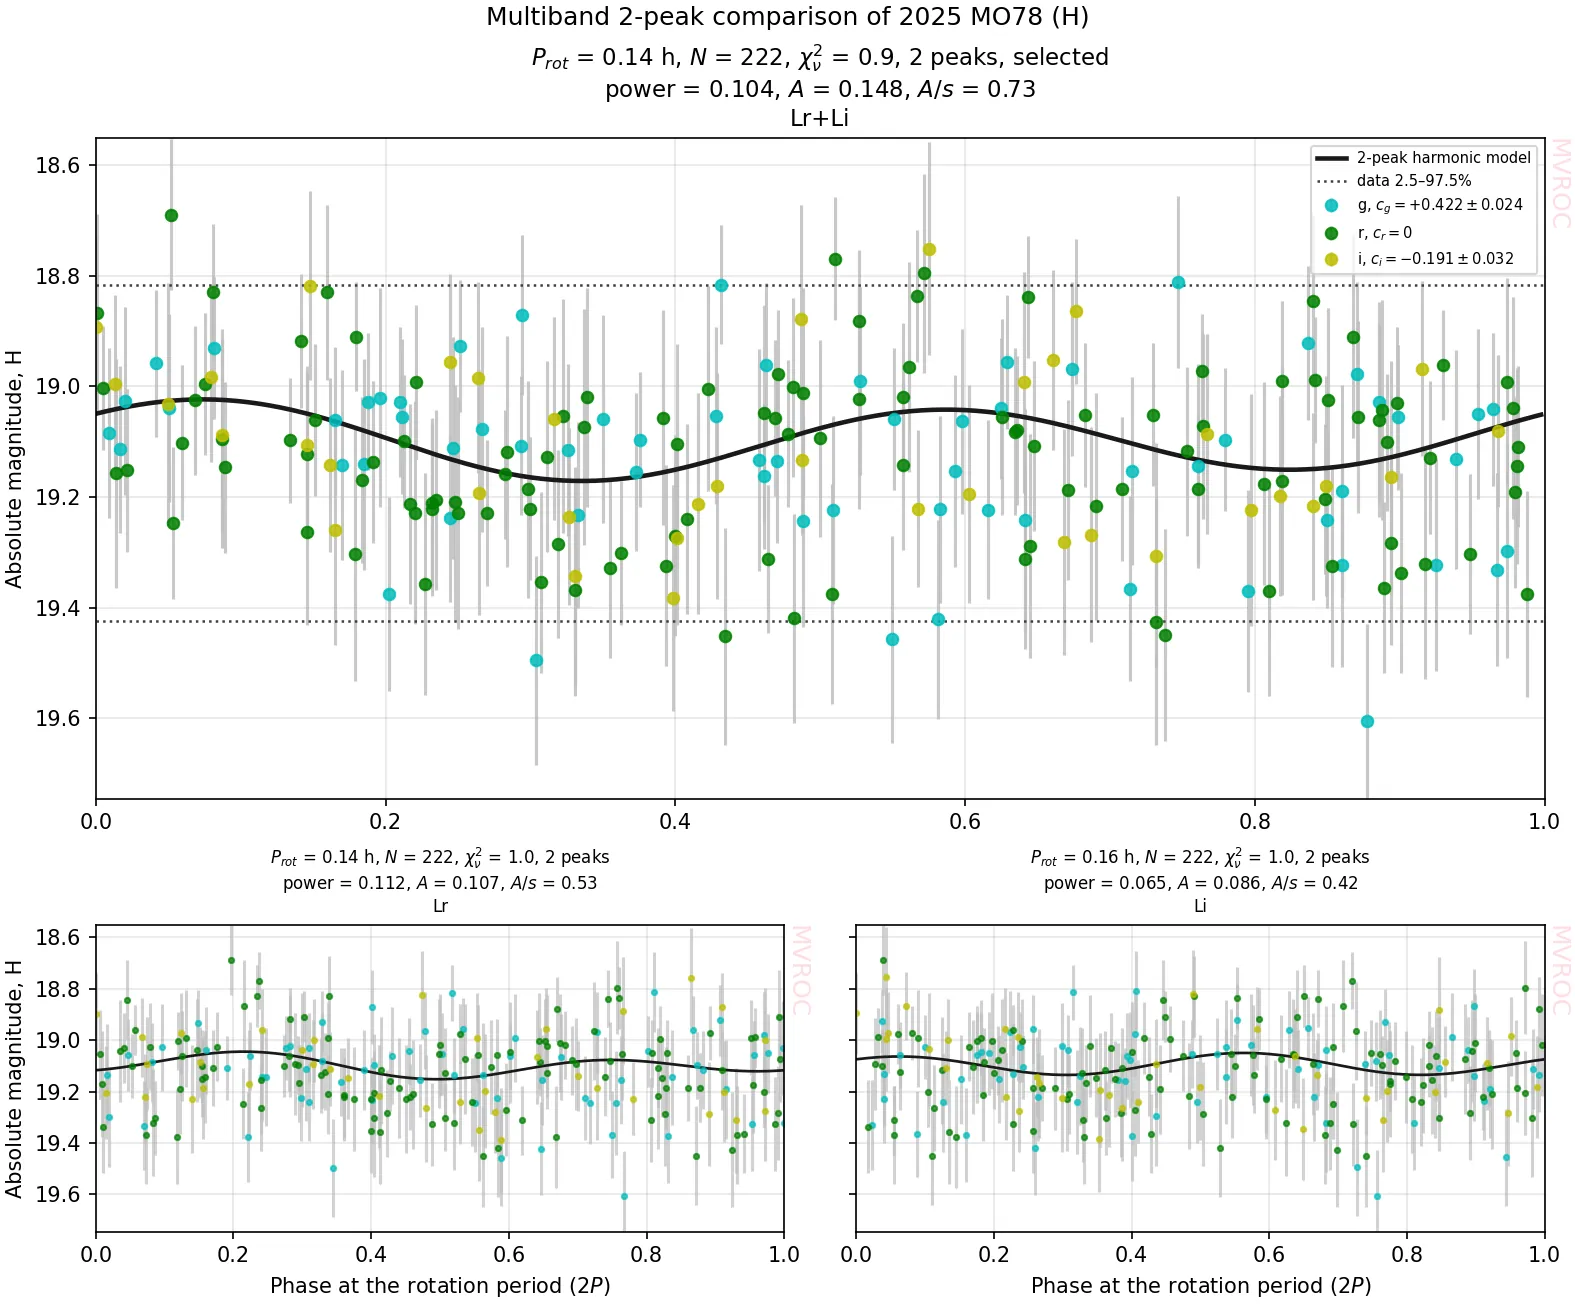 Multiband 2-peak comparison of 2025 MO78 (H)
P_rot = 0.14 h, N = 222, χ²_ν = 0.9, 2 peaks, selected
power = 0.104, A = 0.148, A/s = 0.73
Lr+Li
MVROC
2-peak harmonic model
data 2.5–97.5%
g, c_g = +0.422 ± 0.024
r, c_r = 0
i, c_i = −0.191 ± 0.032
Absolute magnitude, H
18.6
18.8
19.0
19.2
19.4
19.6
0.0 0.2 0.4 0.6 0.8 1.0
P_rot = 0.14 h, N = 222, χ²_ν = 1.0, 2 peaks
power = 0.112, A = 0.107, A/s = 0.53
Lr
MVROC
Absolute magnitude, H
18.6
18.8
19.0
19.2
19.4
19.6
0.0 0.2 0.4 0.6 0.8 1.0
Phase at the rotation period (2P)
P_rot = 0.16 h, N = 222, χ²_ν = 1.0, 2 peaks
power = 0.065, A = 0.086, A/s = 0.42
Li
MVROC
0.0 0.2 0.4 0.6 0.8 1.0
Phase at the rotation period (2P)